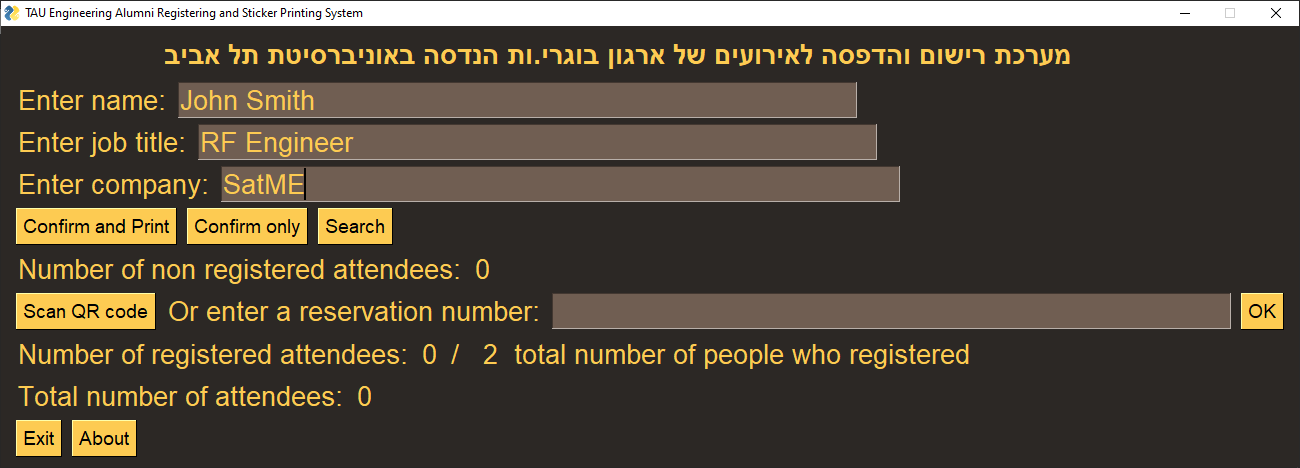 TAU Engineering Alumni Registering and Sticker Printing System
מערכת רישום והדפסה לאירועים של ארגון בוגרי.ות הנדסה באוניברסיטת תל אביב
Enter name: John Smith
Enter job title: RF Engineer
Enter company: SatME
Confirm and Print Confirm only Search
Number of non registered attendees: 0
Scan QR code Or enter a reservation number: OK
Number of registered attendees: 0 / 2 total number of people who registered
Total number of attendees: 0
Exit About